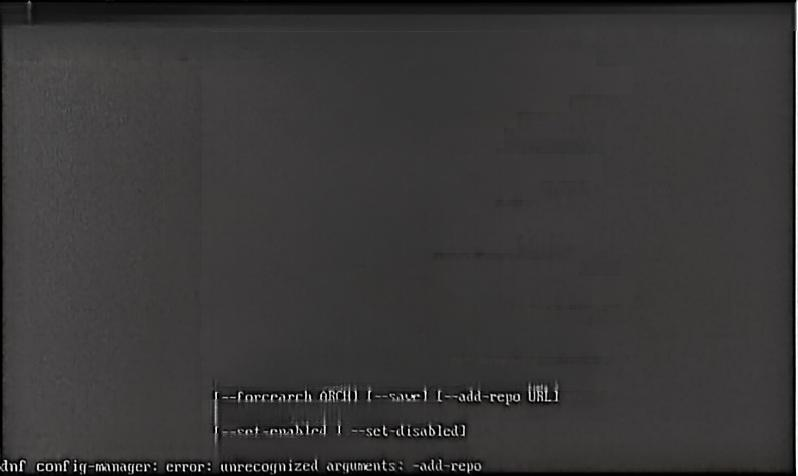 [--forcearch ARCH] [--save] [--add-repo URL]
[--set-enabled | --set-disabled]
dnf config-manager: error: unrecognized arguments: -add-repo